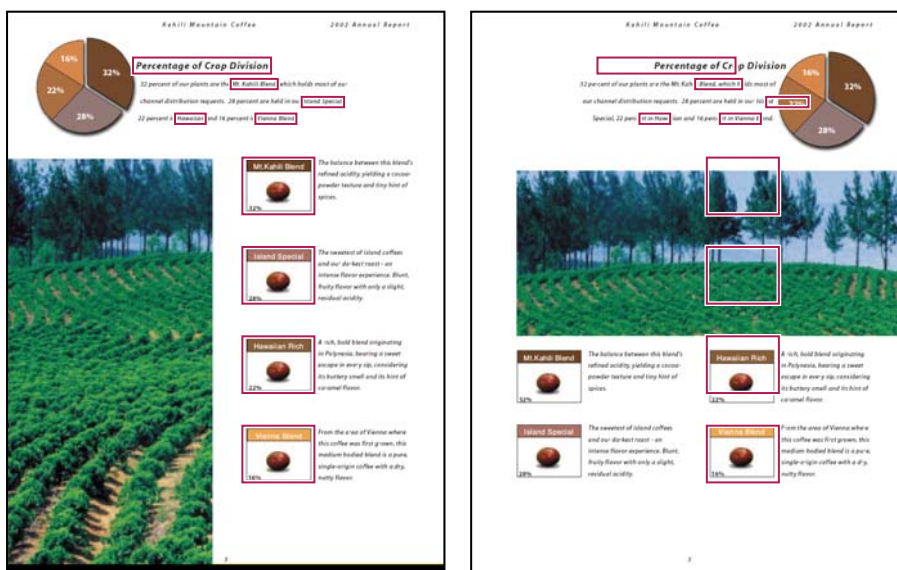 Kahili Mountain Coffee 2002 Annual Report
16%
32%
22%
28%
Percentage of Crop Division
32 percent of our plants are the Mt. Kahili Blend which holds most of
our channel distribution requests. 28 percent are held in our Island Special
22 percent is Hawaiian and 16 percent is Vienna Blend
Mt.Kahili Blend
32%
The balance between this blend's
refined acidity, yielding a cocoa-
powder texture and tiny hint of
spices.
Island Special
28%
The sweetest of island coffees
and our darkest roast - an
intense flavor experience. Blunt,
fruity flavor with only a slight,
residual acidity.
Hawaiian Rich
22%
A rich, bold blend originating
in Polynesia, bearing a sweet
escape in every sip, considering
its buttery smell and its hint of
caramel flavor.
Vienna Blend
16%
From the area of Vienna where
this coffee was first grown, this
medium bodied blend is a pure,
single-origin coffee with a dry,
nutty flavor.
3
Kahili Mountain Coffee 2002 Annual Report
16%
32%
22%
28%
Percentage of Crop Division
32 percent of our plants are the Mt Kah Blend, which h lds most of
our channel distribution requests. 28 percent are held in our Isl nd
Special, 22 perc nt in Haw ian and 16 perc nt in Vienna B end.
Mt.Kahili Blend
32%
The balance between this blend's
refined acidity, yielding a cocoa-
powder texture and tiny hint of
spices.
Hawaiian Rich
22%
A rich, bold blend originating
in Polynesia, bearing a sweet
escape in every sip, considering
its buttery smell and its hint of
caramel flavor.
Island Special
28%
The sweetest of island coffees
and our darkest roast - an
intense flavor experience. Blunt,
fruity flavor with only a slight,
residual acidity.
Vienna Blend
16%
From the area of Vienna where
this coffee was first grown, this
medium bodied blend is a pure,
single-origin coffee with a dry,
nutty flavor.
3